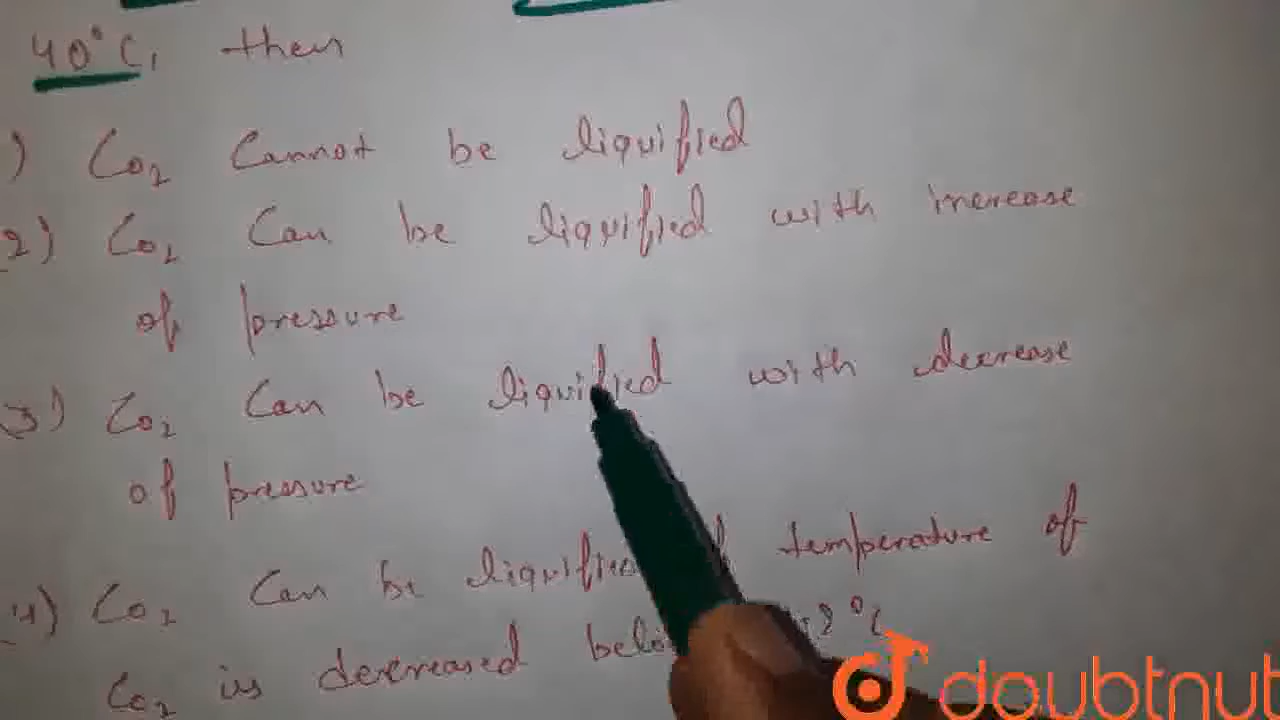 40°C, then
) Co₂ Cannot be liquified
2) Co₂ Can be liquified with increase
of pressure
3) Co₂ Can be liquified with decrease
of pressure
4) Co₂ Can be temperature of
Co₂ is decreased °C
doubtnut